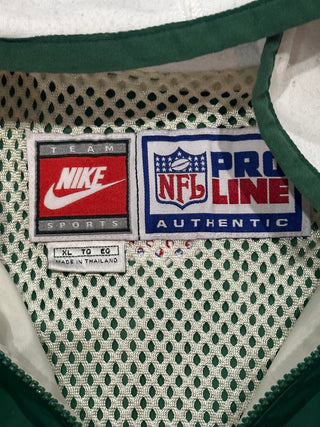 TEAM
NIKE
SPORTS
NFL
PRO
LINE
AUTHENTIC
XL TG EG
MADE IN THAILAND